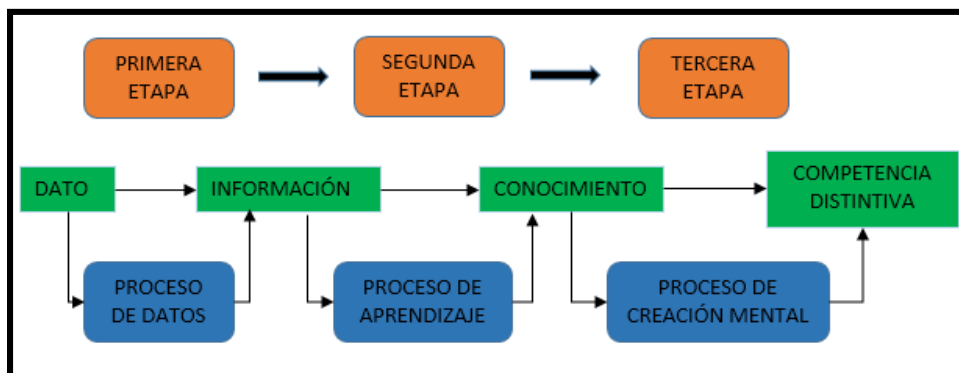 PRIMERA
ETAPA
SEGUNDA
ETAPA
TERCERA
ETAPA
DATO
INFORMACIÓN
CONOCIMIENTO
COMPETENCIA
DISTINTIVA
PROCESO
DE DATOS
PROCESO DE
APRENDIZAJE
PROCESO DE
CREACIÓN MENTAL